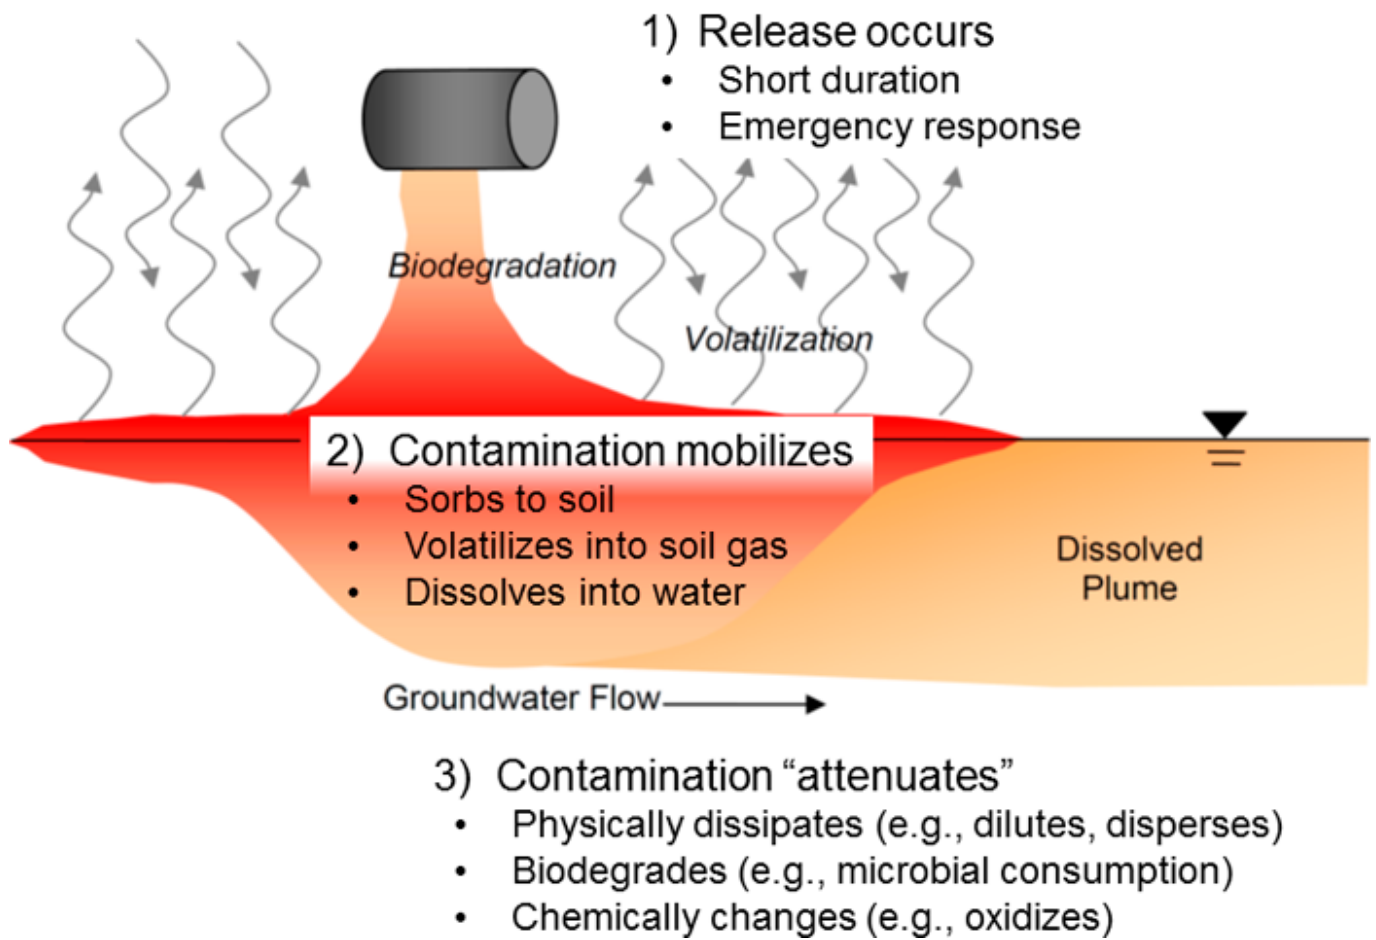 1) Release occurs
• Short duration
• Emergency response
Biodegradation
Volatilization
2) Contamination mobilizes
• Sorbs to soil
• Volatilizes into soil gas
• Dissolves into water
Dissolved
Plume
Groundwater Flow
3) Contamination “attenuates”
• Physically dissipates (e.g., dilutes, disperses)
• Biodegrades (e.g., microbial consumption)
• Chemically changes (e.g., oxidizes)